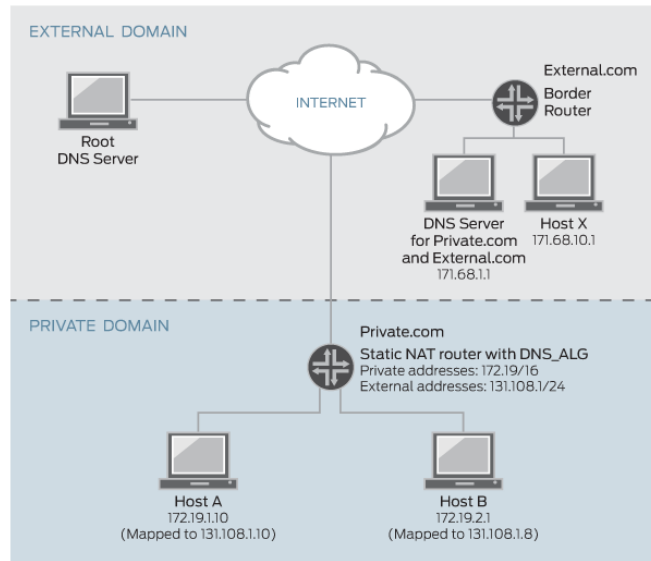 EXTERNAL DOMAIN
INTERNET
External.com
Border
Router
Root
DNS Server
DNS Server
for Private.com
and External.com
171.68.1.1
Host X
171.68.10.1
PRIVATE DOMAIN
Private.com
Static NAT router with DNS_ALG
Private addresses: 172.19/16
External addresses: 131.108.1/24
Host A
172.19.1.10
(Mapped to 131.108.1.10)
Host B
172.19.2.1
(Mapped to 131.108.1.8)